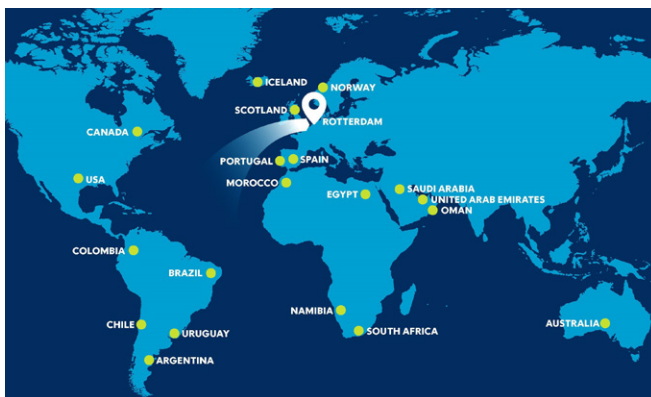 ICELAND
NORWAY
SCOTLAND
ROTTERDAM
CANADA
PORTUGAL
SPAIN
USA
MOROCCO
EGYPT
SAUDI ARABIA
UNITED ARAB EMIRATES
OMAN
COLOMBIA
BRAZIL
NAMIBIA
CHILE
URUGUAY
SOUTH AFRICA
AUSTRALIA
ARGENTINA